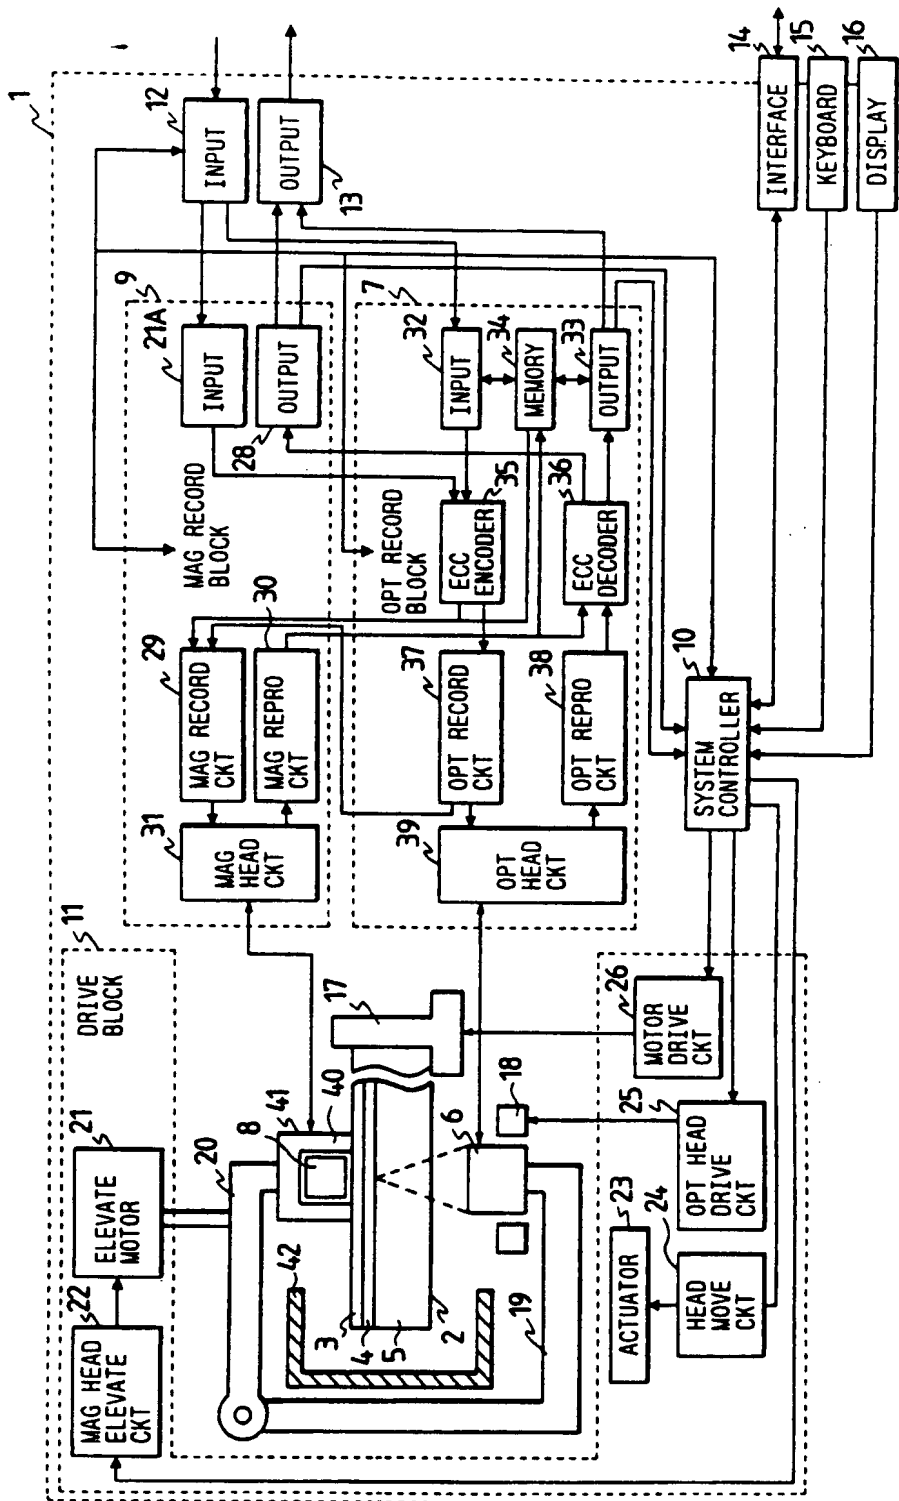 1
12
INPUT
OUTPUT
13
14
INTERFACE
15
KEYBOARD
16
DISPLAY
9
21A
INPUT
OUTPUT
28
MAG RECORD
BLOCK
29
MAG RECORD
CKT
30
MAG REPRO
CKT
31
MAG HEAD
CKT
7
32
INPUT
34
MEMORY
33
OUTPUT
OPT RECORD
BLOCK
35
ECC
ENCODER
36
ECC
DECODER
37
OPT RECORD
CKT
38
OPT REPRO
CKT
39
OPT
HEAD
CKT
10
SYSTEM
CONTROLLER
11
DRIVE
BLOCK
21
ELEVATE
MOTOR
22
MAG HEAD
ELEVATE
CKT
20
8
41
40
17
42
3
4
5
2
6
18
19
26
MOTOR
DRIVE
CKT
25
OPT HEAD
DRIVE
CKT
23
ACTUATOR
24
HEAD
MOVE
CKT